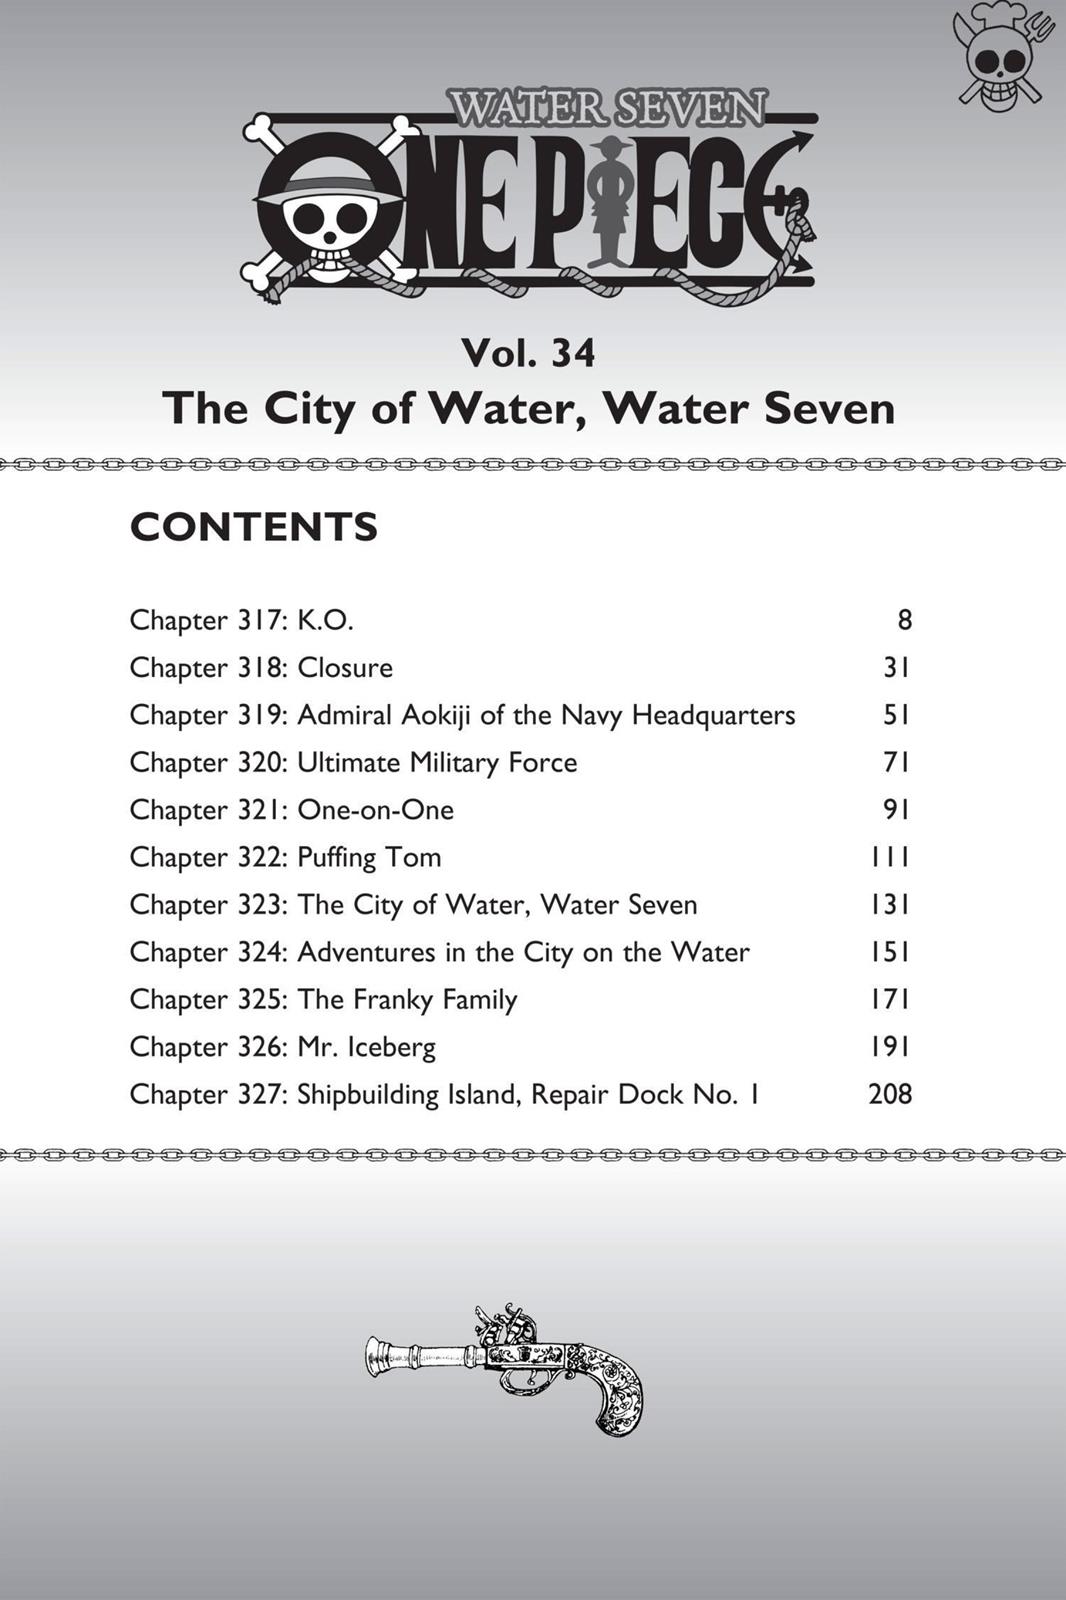 WATER SEVEN
ONE PIECE
Vol. 34
The City of Water, Water Seven
CONTENTS
Chapter 317: K.O. 8
Chapter 318: Closure 31
Chapter 319: Admiral Aokiji of the Navy Headquarters 51
Chapter 320: Ultimate Military Force 71
Chapter 321: One-on-One 91
Chapter 322: Puffing Tom 111
Chapter 323: The City of Water, Water Seven 131
Chapter 324: Adventures in the City on the Water 151
Chapter 325: The Franky Family 171
Chapter 326: Mr. Iceberg 191
Chapter 327: Shipbuilding Island, Repair Dock No. 1 208